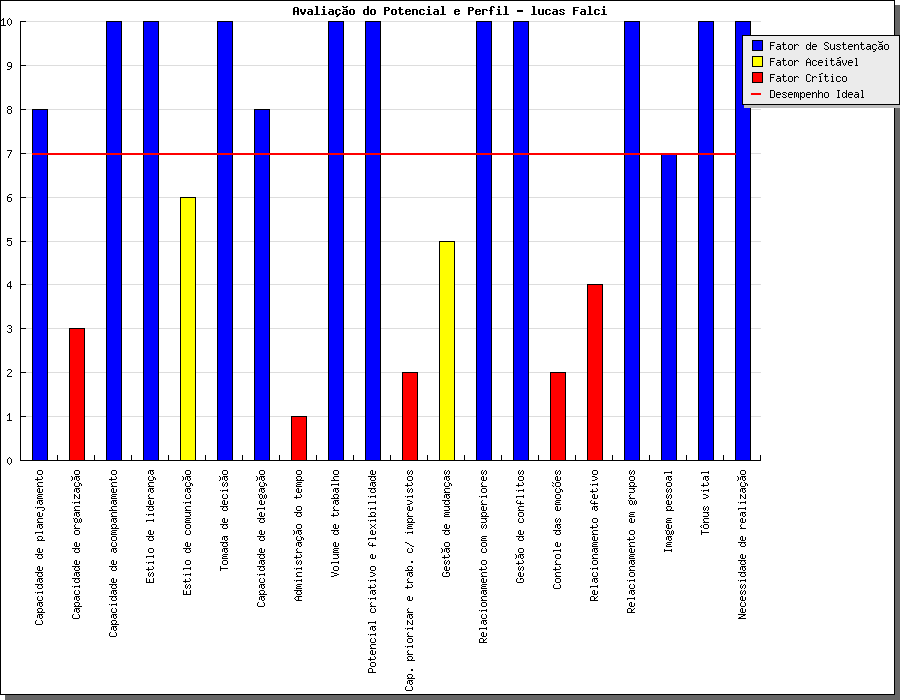 Avaliação do Potencial e Perfil - lucas Falci
10
9
8
7
6
5
4
3
2
1
0
Fator de Sustentação
Fator Aceitável
Fator Crítico
Desempenho Ideal
Capacidade de planejamento
Capacidade de organização
Capacidade de acompanhamento
Estilo de liderança
Estilo de comunicação
Tomada de decisão
Capacidade de delegação
Administração do tempo
Volume de trabalho
Potencial criativo e flexibilidade
Cap. priorizar e trab. c/ imprevistos
Gestão de mudanças
Relacionamento com superiores
Gestão de conflitos
Controle das emoções
Relacionamento afetivo
Relacionamento em grupos
Imagem pessoal
Tônus vital
Necessidade de realização